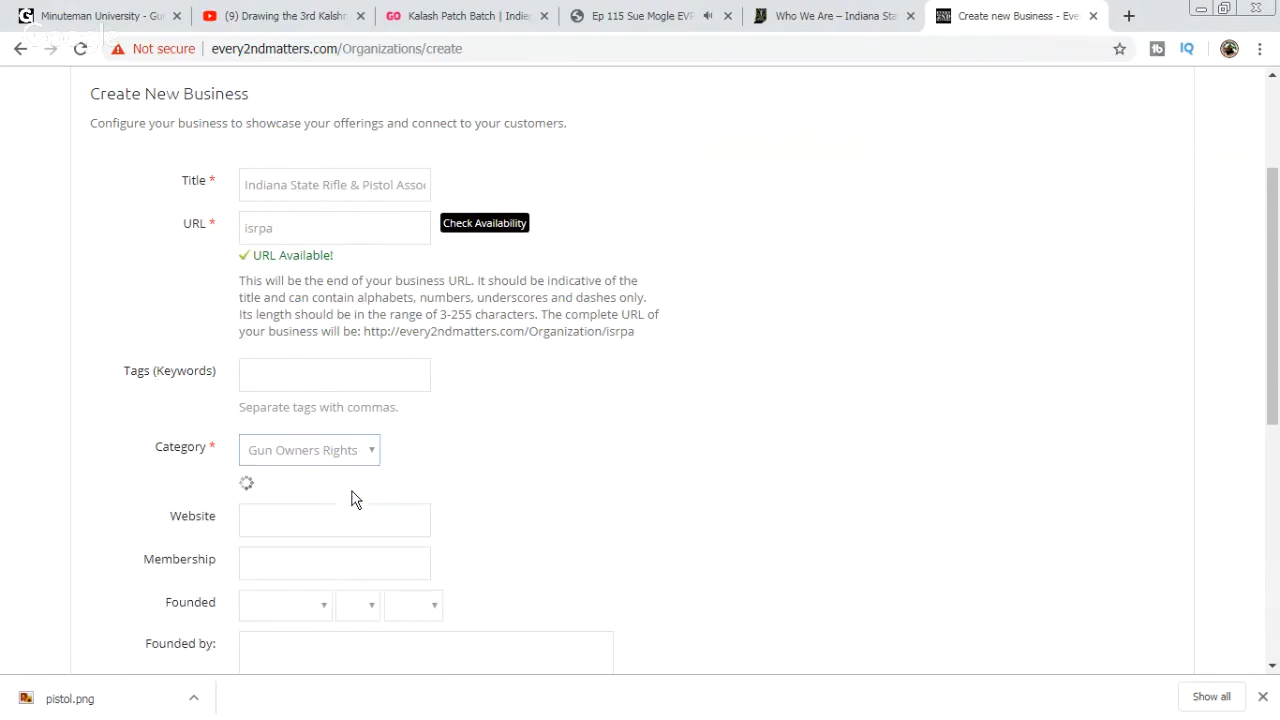 Minuteman University - Gu
(9) Drawing the 3rd Kalshr
GO Kalash Patch Batch | Indie
Ep 115 Sue Mogle EVP
Who We Are – Indiana Sta
Create new Business - Eve
Not secure every2ndmatters.com/Organizations/create
Create New Business
Configure your business to showcase your offerings and connect to your customers.
Title * Indiana State Rifle & Pistol Asso
URL * isrpa Check Availability
URL Available!
This will be the end of your business URL. It should be indicative of the
title and can contain alphabets, numbers, underscores and dashes only.
Its length should be in the range of 3-255 characters. The complete URL of
your business will be: http://every2ndmatters.com/Organization/isrpa
Tags (Keywords)
Separate tags with commas.
Category * Gun Owners Rights
Website
Membership
Founded
Founded by:
pistol.png Show all